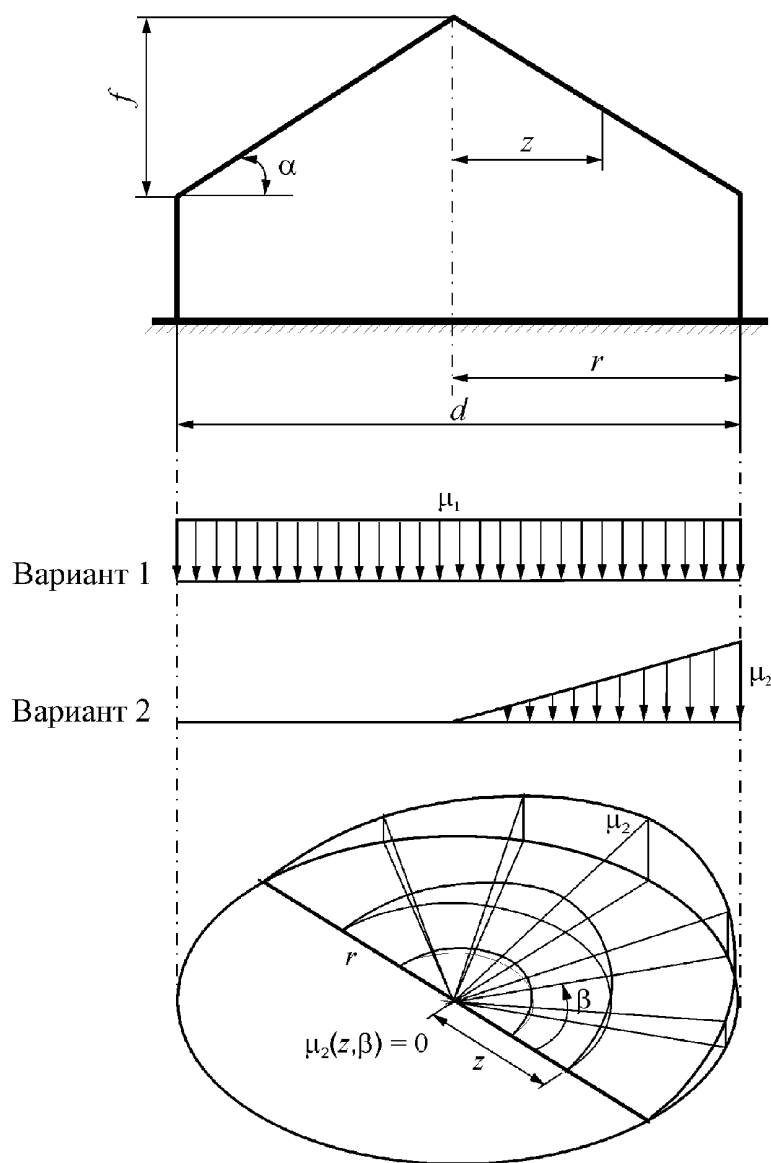 f
α
z
r
d
μ₁
Вариант 1
μ₂
Вариант 2
μ₂
r
β
μ₂(z,β) = 0
z